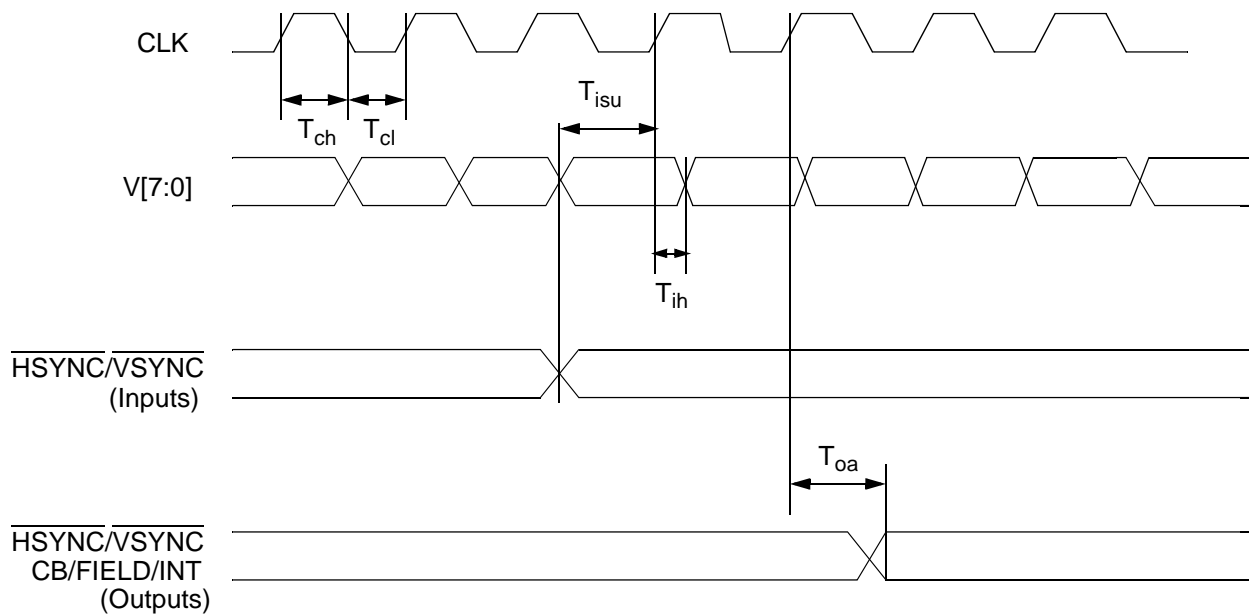 CLK
T_isu
T_ch
T_cl
V[7:0]
T_ih
HSYNC/VSYNC
(Inputs)
T_oa
HSYNC/VSYNC
CB/FIELD/INT
(Outputs)